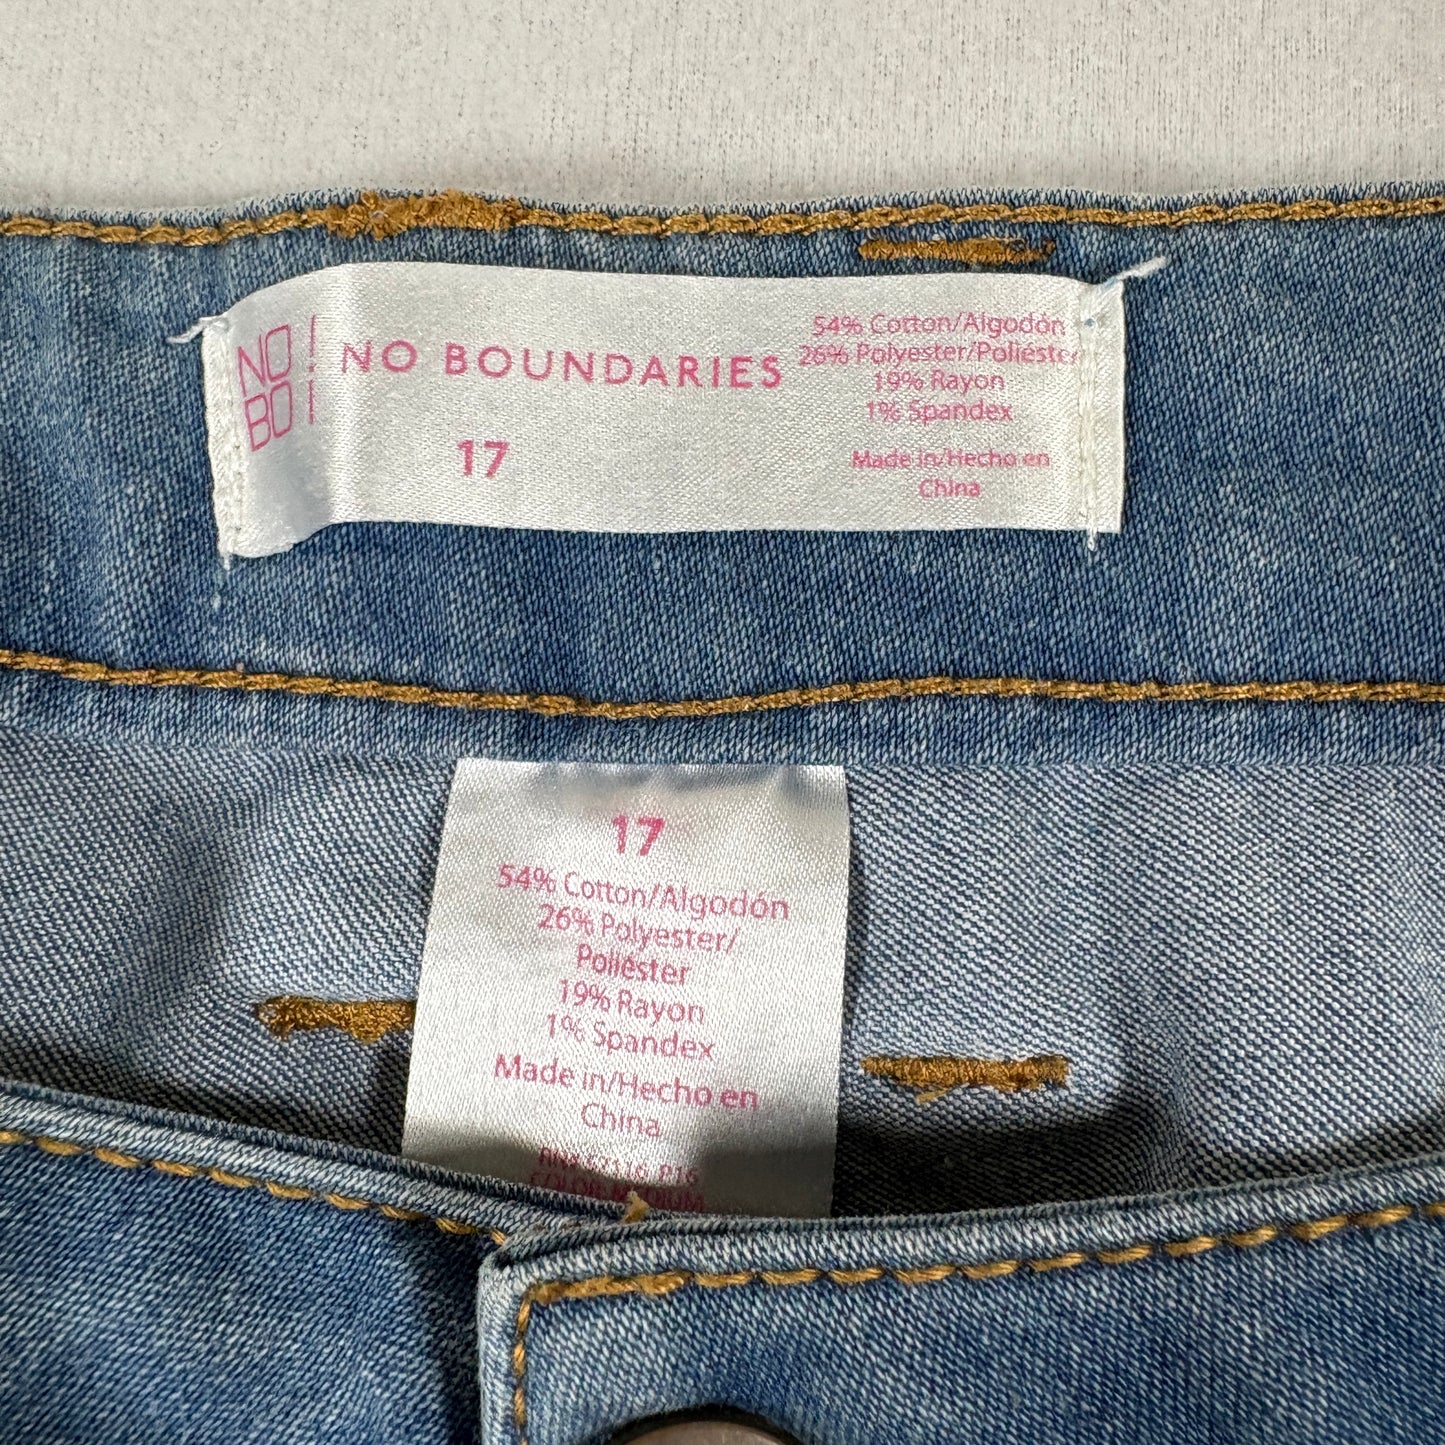 NO!
BO!
NO BOUNDARIES
17
54% Cotton/Algodón
26% Polyester/Poliéster
19% Rayon
1% Spandex
Made in/Hecho en
China
17
54% Cotton/Algodón
26% Polyester/
Poliéster
19% Rayon
1% Spandex
Made in/Hecho en
China